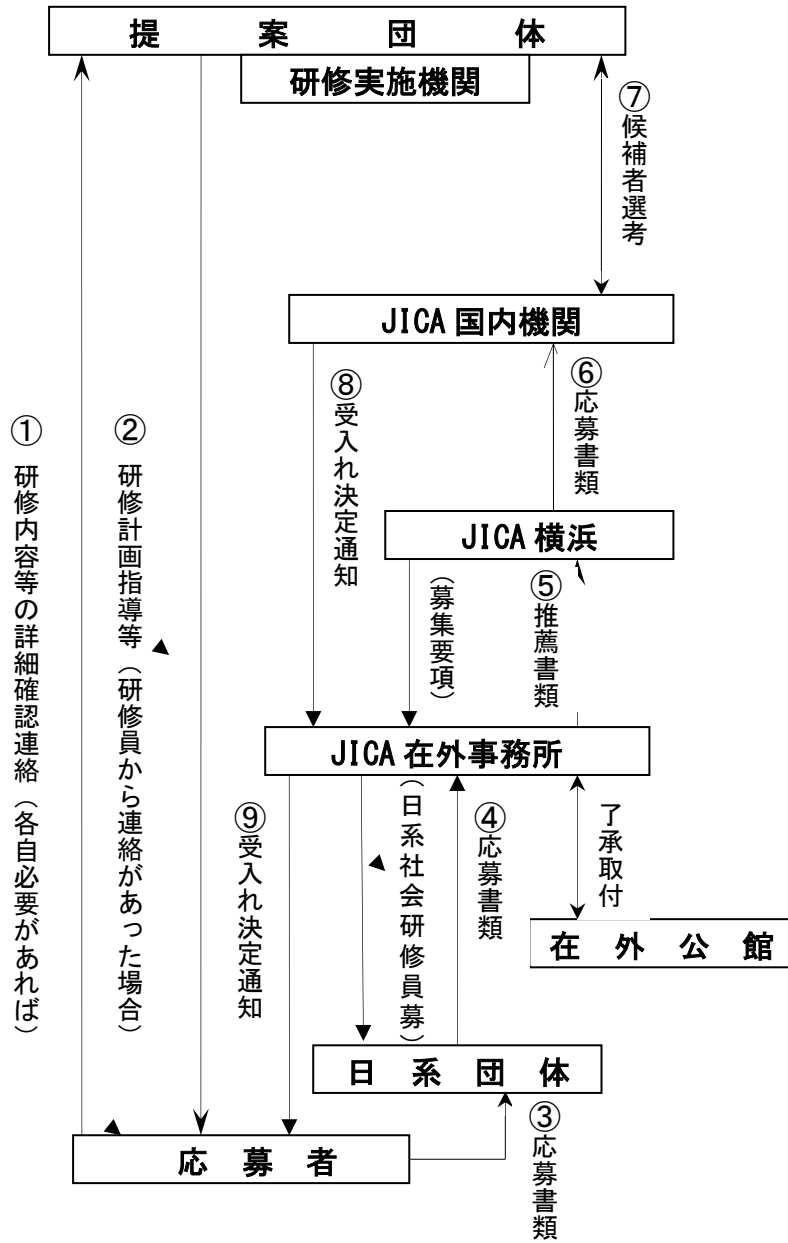 提 案 団 体
研修実施機関
⑦候補者選考
JICA 国内機関
① 研修内容等の詳細確認連絡（各自必要があれば）
② 研修計画指導等（研修員から連絡があった場合）
⑧受入れ決定通知
⑥応募書類
JICA 横浜
（募集要項）
⑤推薦書類
JICA 在外事務所
⑨受入れ決定通知
（日系社会研修員募）
④応募書類
了承取付
在 外 公 館
日 系 団 体
③応募書類
応 募 者